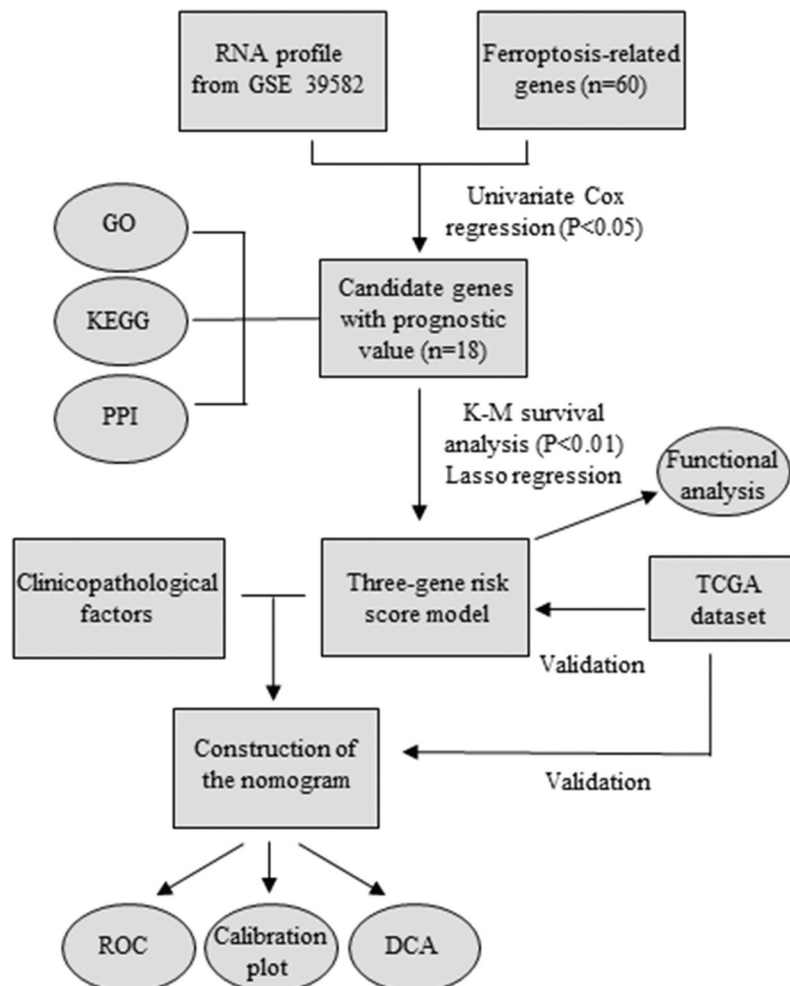 RNA profile
from GSE 39582
Ferroptosis-related
genes (n=60)
Univariate Cox
regression (P<0.05)
GO
KEGG
PPI
Candidate genes
with prognostic
value (n=18)
K-M survival
analysis (P<0.01)
Lasso regression
Functional
analysis
Clinicopathological
factors
Three-gene risk
score model
TCGA
dataset
Validation
Construction of
the nomogram
Validation
ROC
Calibration
plot
DCA